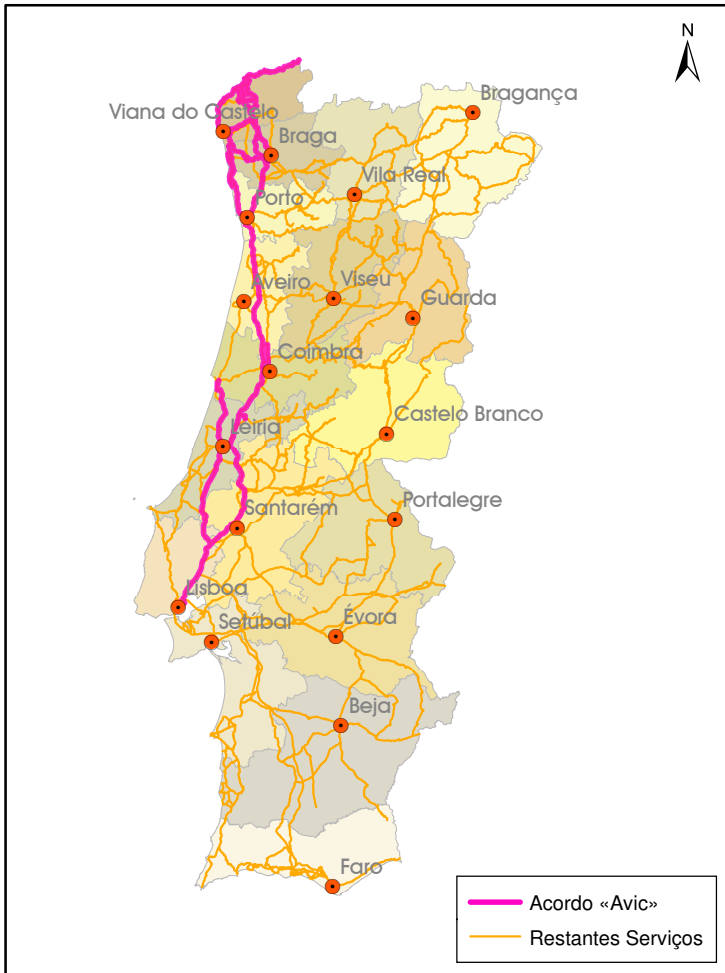 N
Bragança
Viana do Castelo
Braga
Vila Real
Porto
Aveiro
Viseu
Guarda
Coimbra
Castelo Branco
Leiria
Portalegre
Santarém
Lisboa
Setúbal
Évora
Beja
Faro
Acordo «Avic»
Restantes Serviços